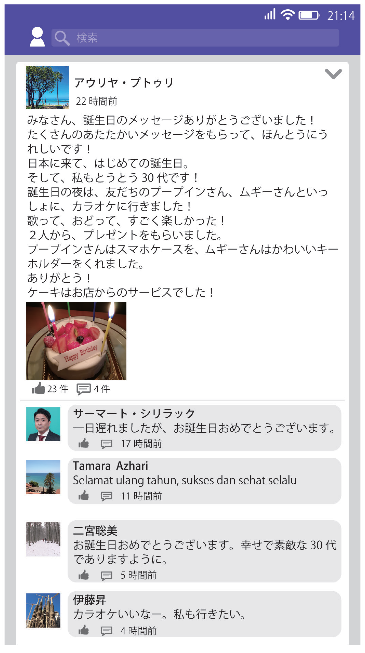 21:14
検索
アウリヤ・プトゥリ
22時間前
みなさん、誕生日のメッセージありがとうございました！
たくさんのあたたかいメッセージをもらって、ほんとうにう
れしいです！
日本に来て、はじめての誕生日。
そして、私もとうとう30代です！
誕生日の夜は、友だちのプープインさん、ムギーさんといっ
しょに、カラオケに行きました！
歌って、おどって、すごく楽しかった！
２人から、プレゼントをもらいました。
プープインさんはスマホケースを、ムギーさんはかわいいキー
ホルダーをくれました。
ありがとう！
ケーキはお店からのサービスでした！
Happy Birthday
23件 4件
サーマート・シリラック
一日遅れましたが、お誕生日おめでとうございます。
17時間前
Tamara Azhari
Selamat ulang tahun, sukses dan sehat selalu
11時間前
二宮聡美
お誕生日おめでとうございます。幸せで素敵な30代
でありますように。
5時間前
伊藤昇
カラオケいいなー。私も行きたい。
4時間前